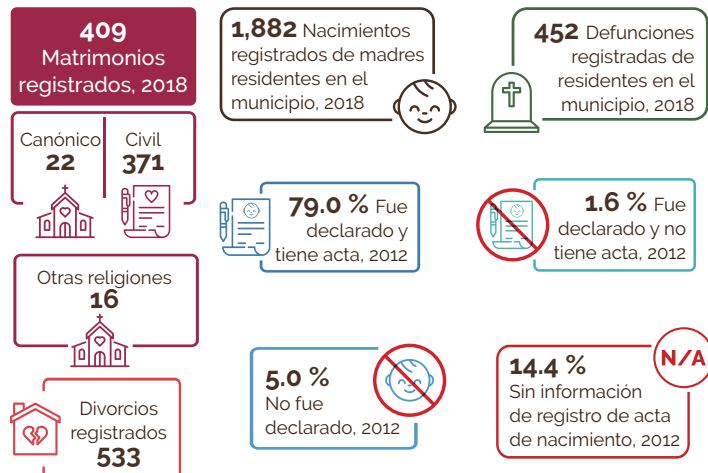 409
Matrimonios
registrados, 2018
Canónico
22
Civil
371
Otras religiones
16
Divorcios
registrados
533
1,882 Nacimientos
registrados de madres
residentes en el
municipio, 2018
452 Defunciones
registradas de
residentes en el
municipio, 2018
79.0 % Fue
declarado y
tiene acta, 2012
1.6 % Fue
declarado y no
tiene acta, 2012
5.0 %
No fue
declarado, 2012
N/A
14.4 %
Sin información
de registro de acta
de nacimiento, 2012